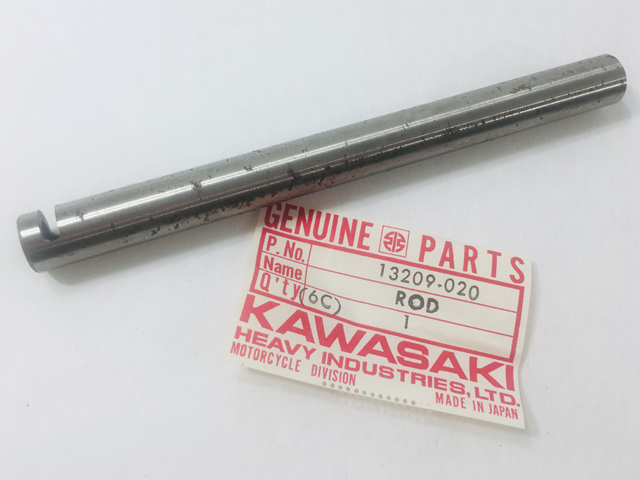 GENUINE PARTS
P. No. 13209-020
Name ROD
Q'ty (6C) 1
KAWASAKI
HEAVY INDUSTRIES, LTD.
MOTORCYCLE DIVISION MADE IN JAPAN